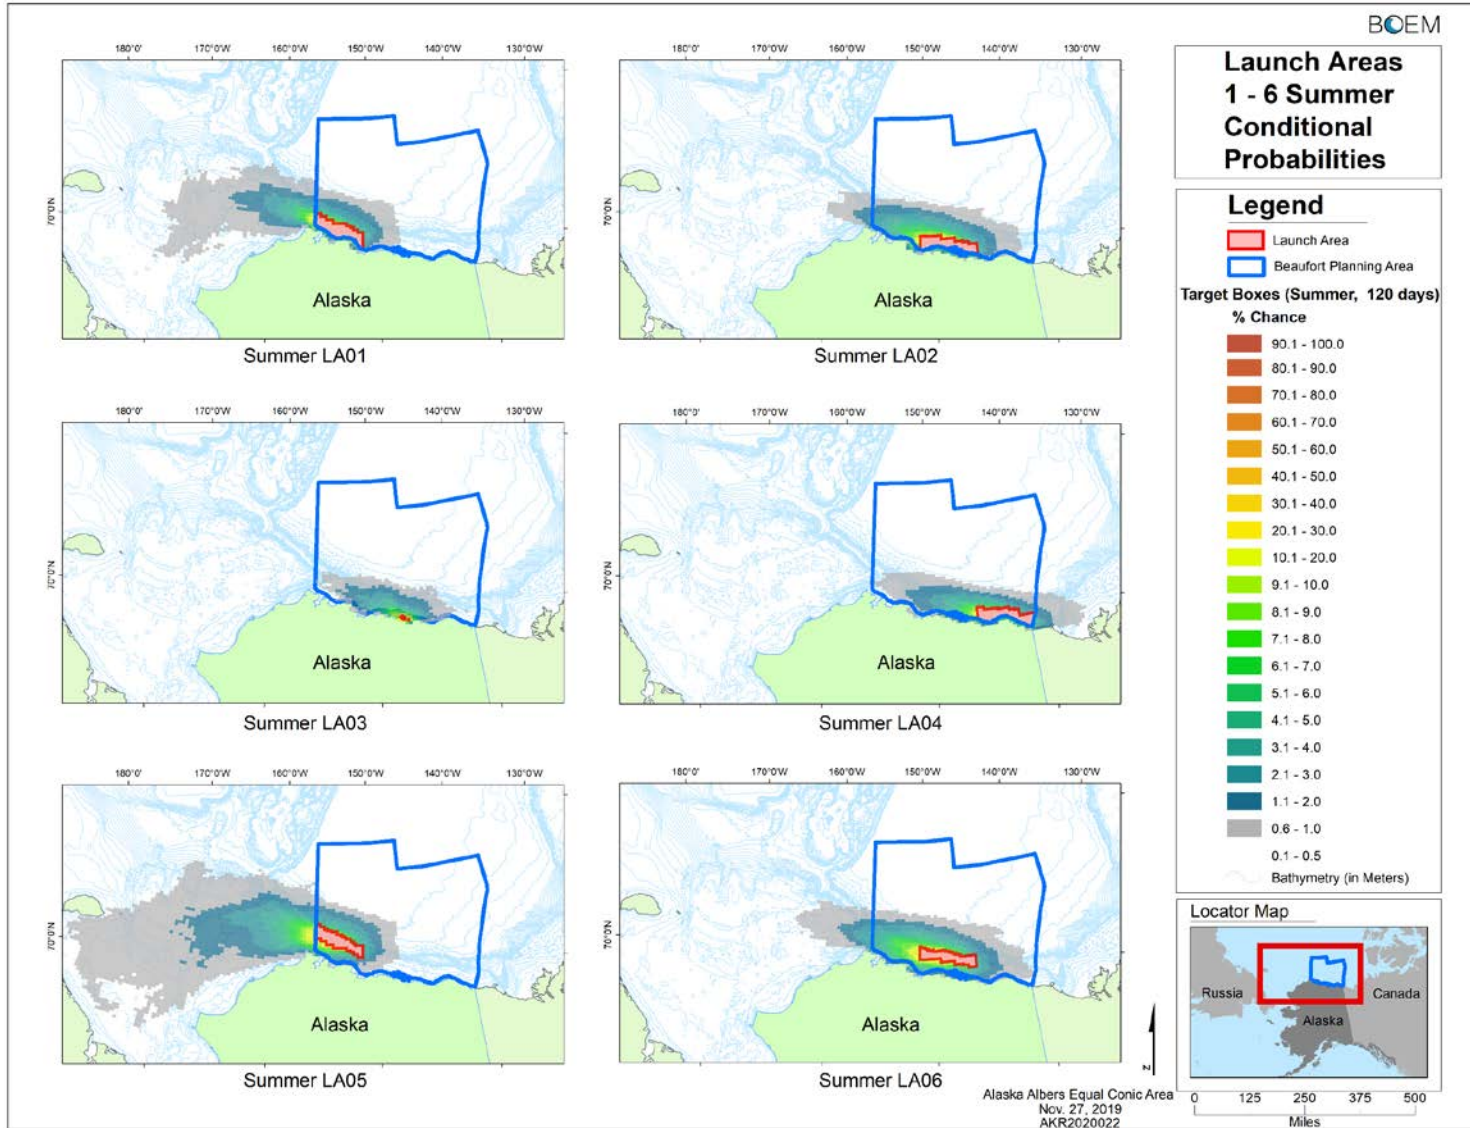 BOEM
Launch Areas
1 - 6 Summer
Conditional
Probabilities
180°0' 170°0'W 160°0'W 150°0'W 140°0'W 130°0'W
70°0'N
Alaska
Summer LA01
180°0' 170°0'W 160°0'W 150°0'W 140°0'W 130°0'W
70°0'N
Alaska
Summer LA02
180°0' 170°0'W 160°0'W 150°0'W 140°0'W 130°0'W
70°0'N
Alaska
Summer LA03
180°0' 170°0'W 160°0'W 150°0'W 140°0'W 130°0'W
70°0'N
Alaska
Summer LA04
180°0' 170°0'W 160°0'W 150°0'W 140°0'W 130°0'W
70°0'N
Alaska
Summer LA05
180°0' 170°0'W 160°0'W 150°0'W 140°0'W 130°0'W
70°0'N
Alaska
Summer LA06
Legend
Launch Area
Beaufort Planning Area
Target Boxes (Summer, 120 days)
% Chance
90.1 - 100.0
80.1 - 90.0
70.1 - 80.0
60.1 - 70.0
50.1 - 60.0
40.1 - 50.0
30.1 - 40.0
20.1 - 30.0
10.1 - 20.0
9.1 - 10.0
8.1 - 9.0
7.1 - 8.0
6.1 - 7.0
5.1 - 6.0
4.1 - 5.0
3.1 - 4.0
2.1 - 3.0
1.1 - 2.0
0.6 - 1.0
0.1 - 0.5
Bathymetry (in Meters)
Locator Map
Russia
Canada
Alaska
0 125 250 375 500
Miles
N
Alaska Albers Equal Conic Area
Nov. 27, 2019
AKR2020022